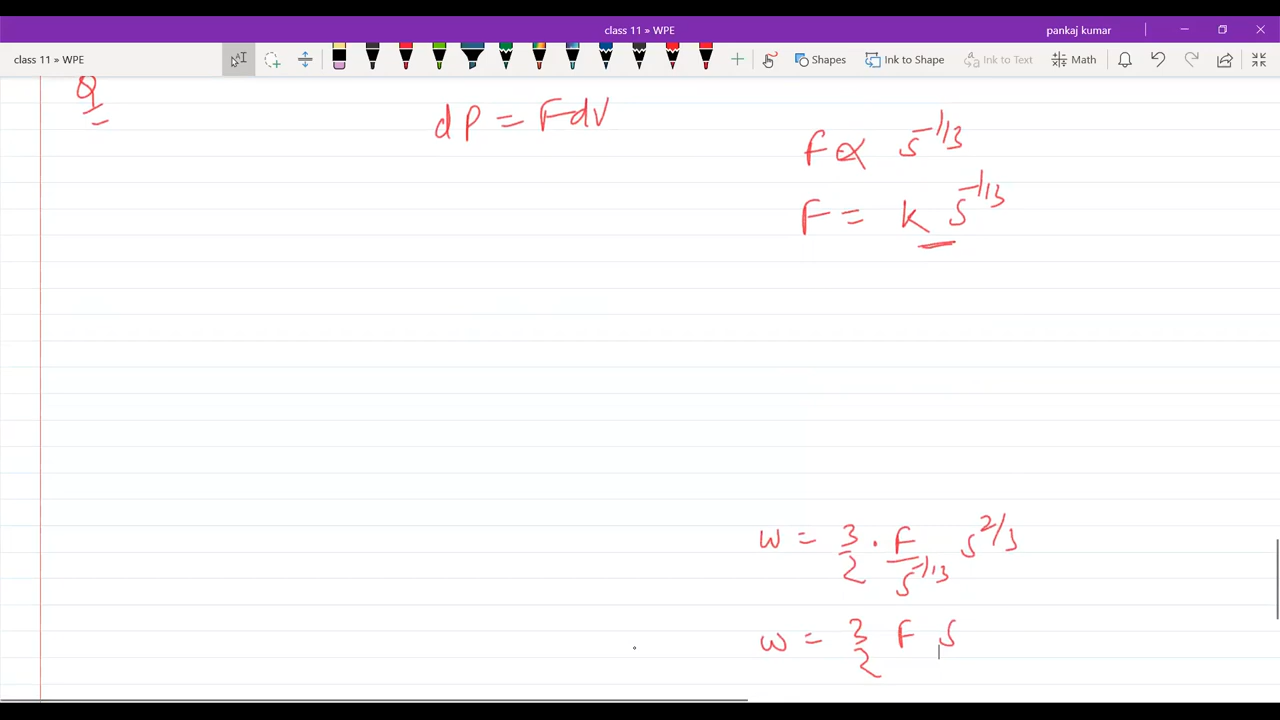 class 11 » WPE
pankaj kumar
class 11 » WPE
Shapes
Ink to Shape
Ink to Text
Math
Q
dP = FdV
F ∝ s^-1/3
F = k s^-1/3
w = 3/2 · F/s^-1/3 s^2/3
w = 3/2 F s